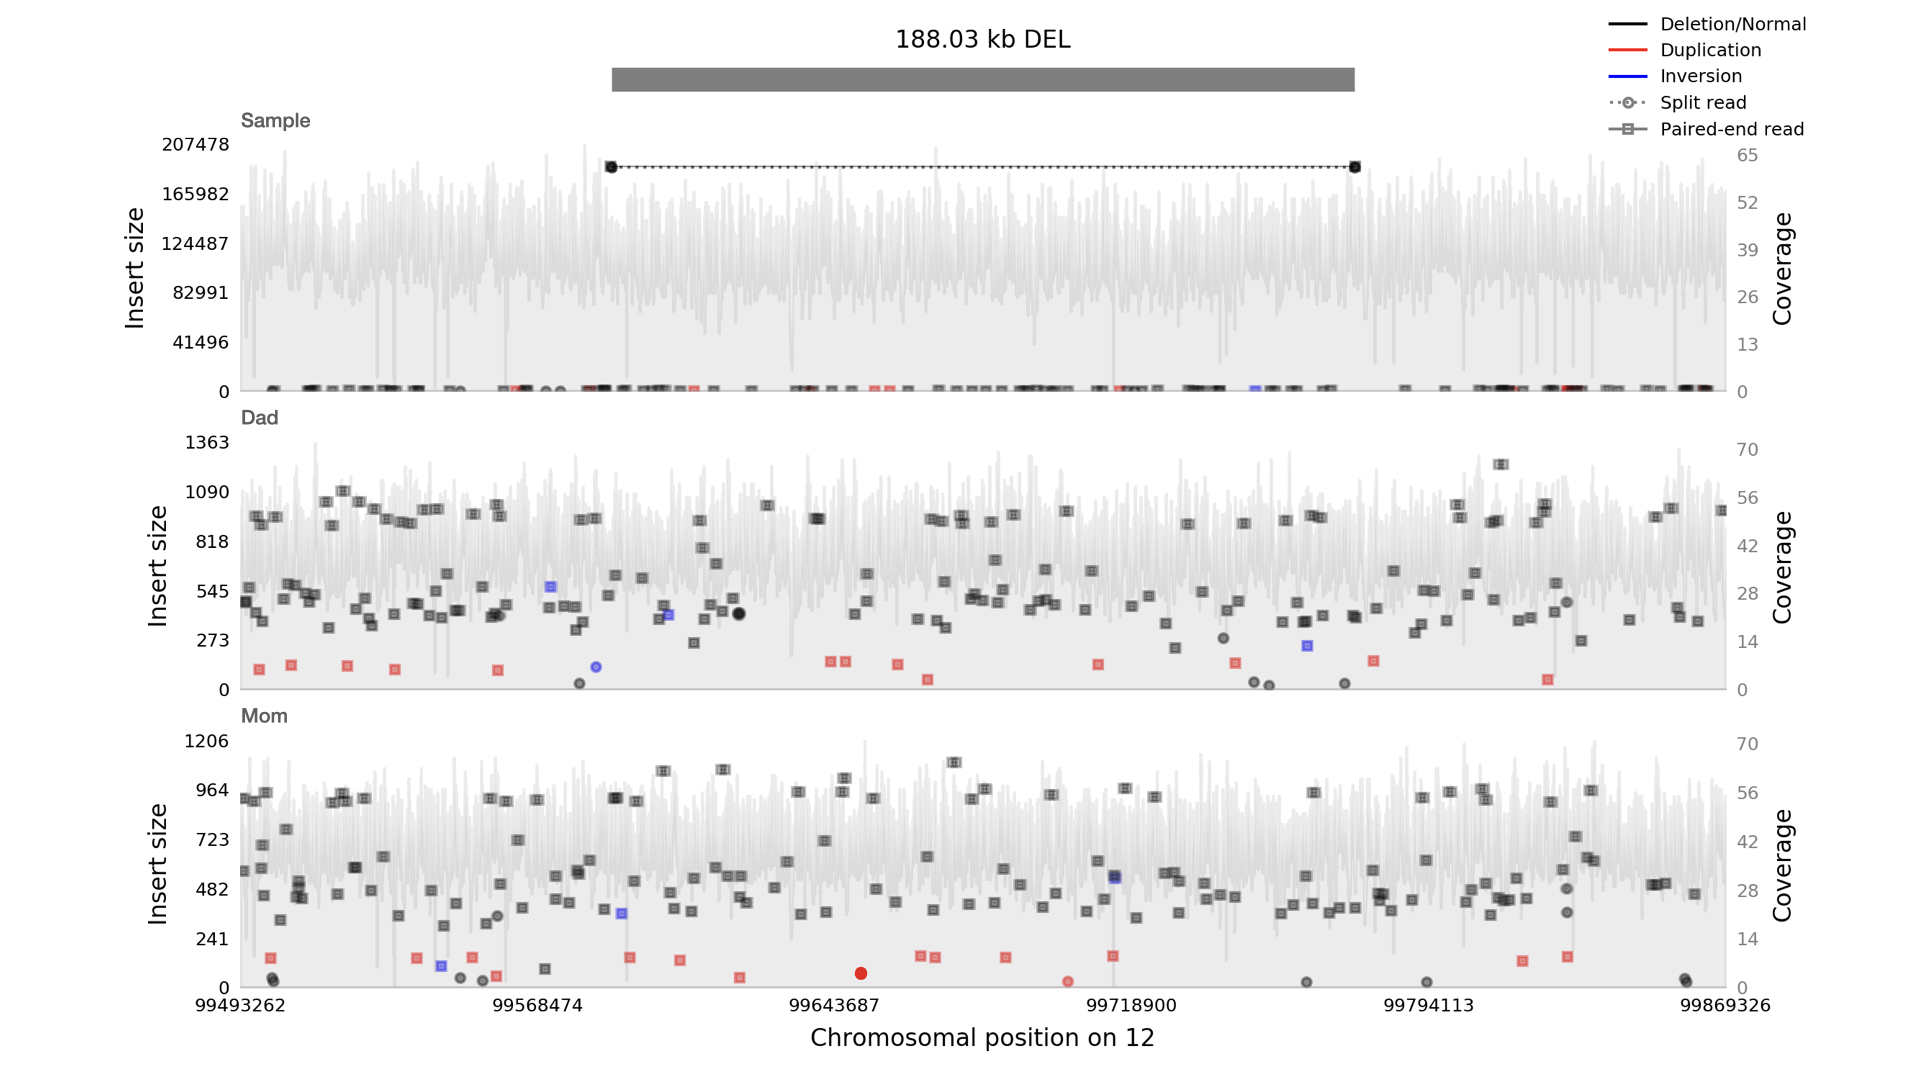 188.03 kb DEL
Deletion/Normal
Duplication
Inversion
Split read
Paired-end read
Sample
207478
165982
124487
82991
41496
0
Insert size
65
52
39
26
13
0
Coverage
Dad
1363
1090
818
545
273
0
Insert size
70
56
42
28
14
0
Coverage
Mom
1206
964
723
482
241
0
Insert size
70
56
42
28
14
0
Coverage
99493262 99568474 99643687 99718900 99794113 99869326
Chromosomal position on 12